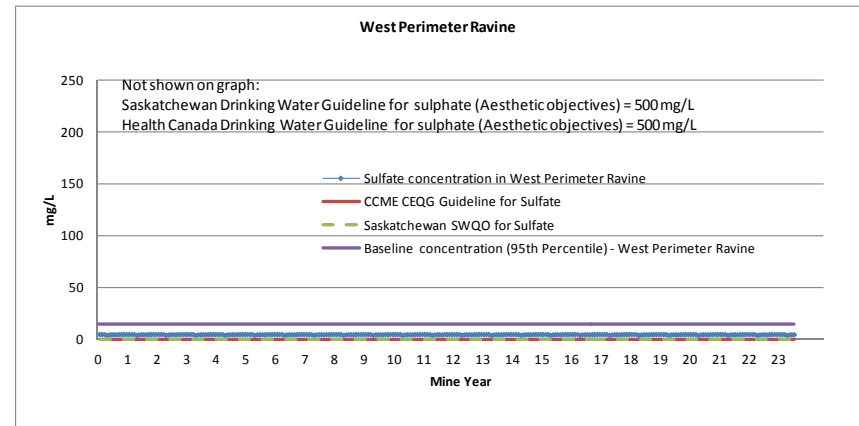 West Perimeter Ravine
Not shown on graph:
Saskatchewan Drinking Water Guideline for sulphate (Aesthetic objectives) = 500 mg/L
Health Canada Drinking Water Guideline for sulphate (Aesthetic objectives) = 500 mg/L
250
200
150
100
50
0
mg/L
Sulfate concentration in West Perimeter Ravine
CCME CEQG Guideline for Sulfate
Saskatchewan SWQO for Sulfate
Baseline concentration (95th Percentile) - West Perimeter Ravine
0 1 2 3 4 5 6 7 8 9 10 11 12 13 14 15 16 17 18 19 20 21 22 23
Mine Year